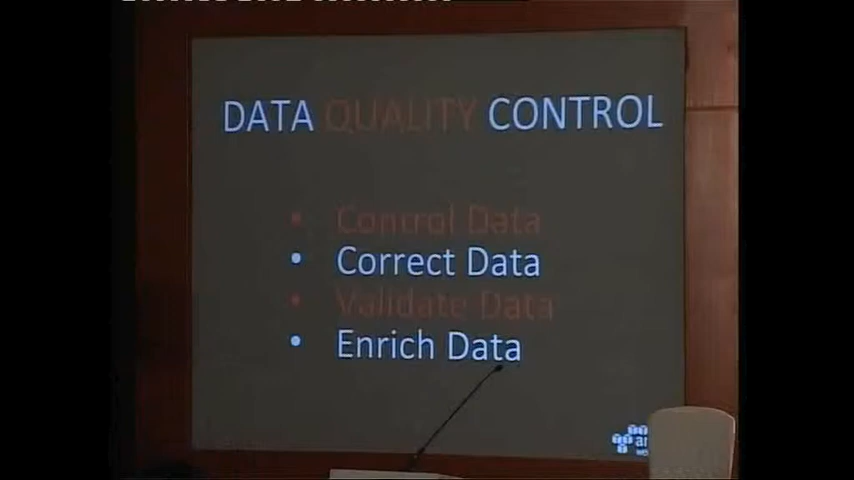 DATA QUALITY CONTROL
• Control Data
• Correct Data
• Validate Data
• Enrich Data